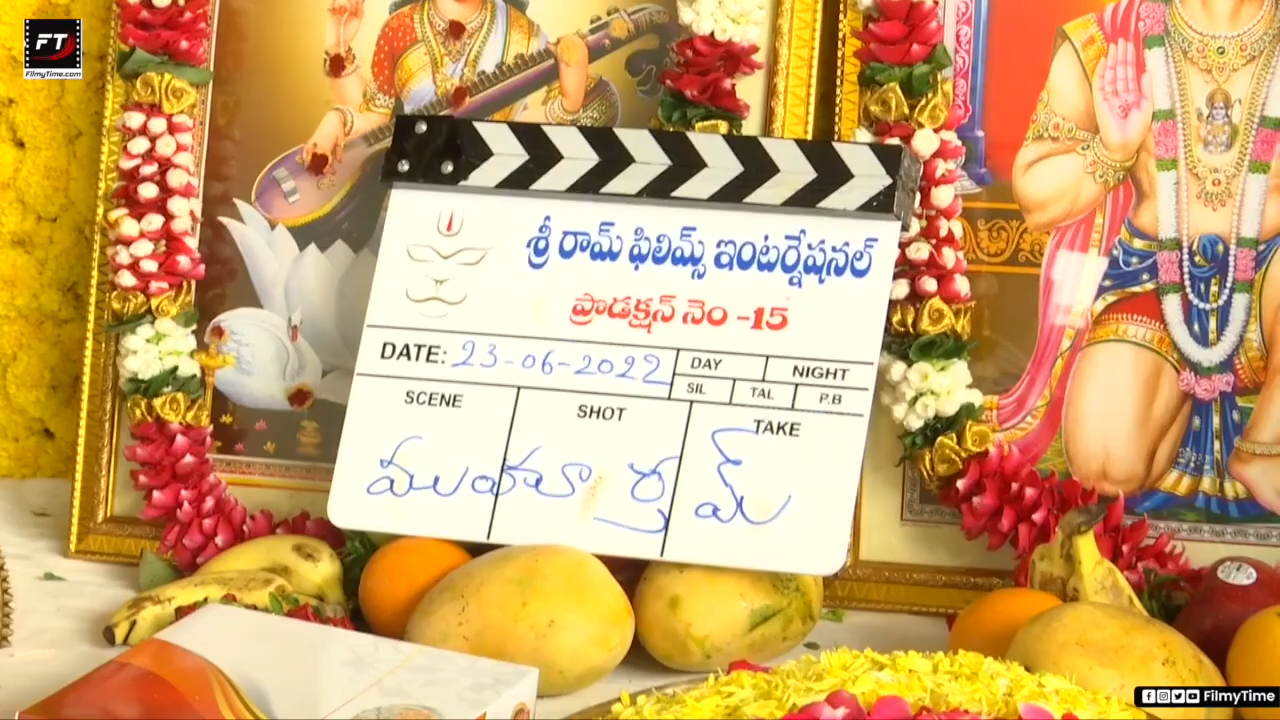 FT
FilmyTime.com
శ్రీ రామ్ ఫిలిమ్స్ ఇంటర్నేషనల్
ప్రొడక్షన్ నెం -15
DATE: 23-06-2022
DAY
NIGHT
SIL
TAL
P.B
SCENE
SHOT
TAKE
ముహూర్తమ్
FilmyTime